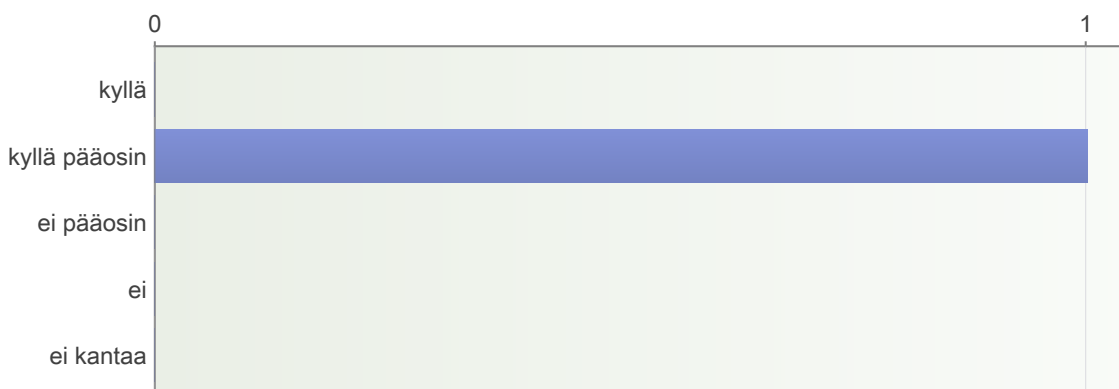 0 1
kyllä
kyllä pääosin
ei pääosin
ei
ei kantaa